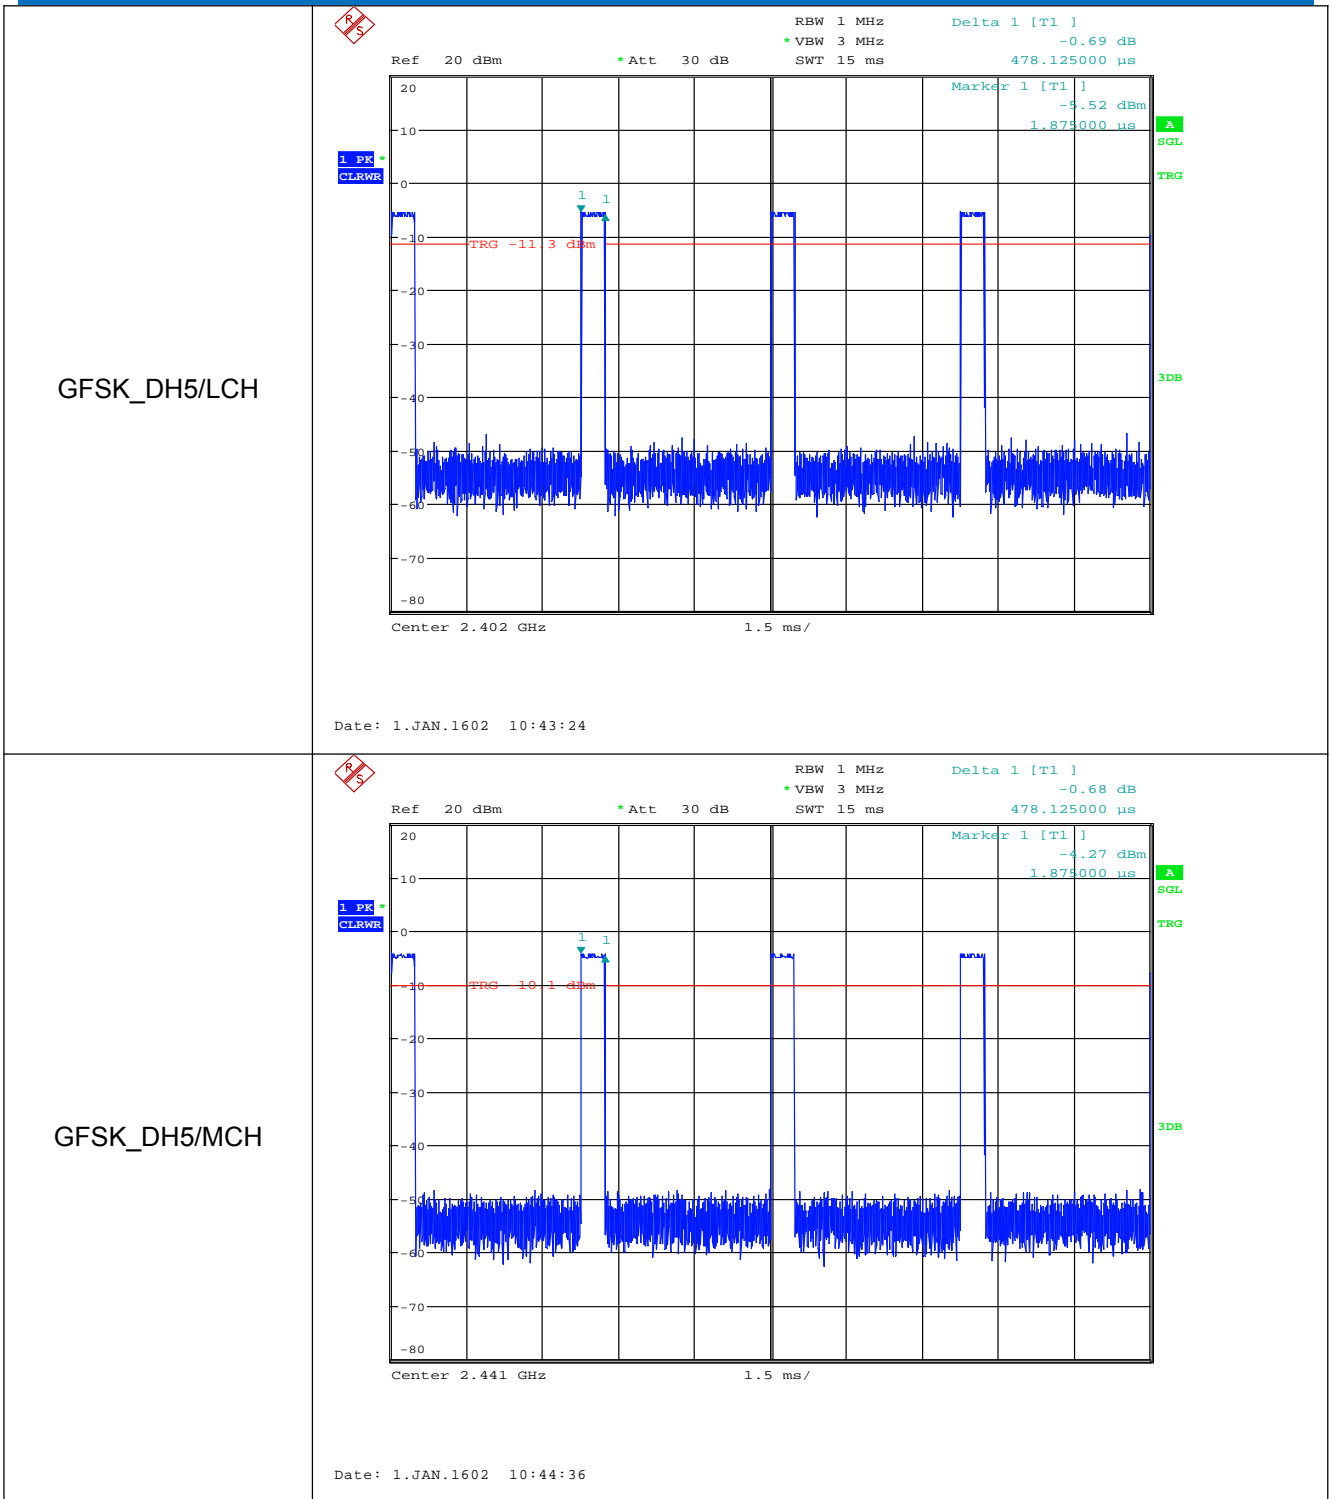 GFSK_DH5/LCH
R S
RBW 1 MHz Delta 1 [T1 ]
* VBW 3 MHz -0.69 dB
Ref 20 dBm * Att 30 dB SWT 15 ms 478.125000 µs
20 Marker 1 [T1 ]
-5.52 dBm
1.875000 µs A
10
SGL
1 PK *
CLRWR TRG
0
1 1
-10
TRG -11.3 dBm
-20
-30
3DB
-40
-50
-60
-70
-80
Center 2.402 GHz 1.5 ms/
Date: 1.JAN.1602 10:43:24
GFSK_DH5/MCH
R S
RBW 1 MHz Delta 1 [T1 ]
* VBW 3 MHz -0.68 dB
Ref 20 dBm * Att 30 dB SWT 15 ms 478.125000 µs
20 Marker 1 [T1 ]
-4.27 dBm
1.875000 µs A
10
SGL
1 PK *
CLRWR TRG
0
1 1
-10
TRG -10.1 dBm
-20
-30
3DB
-40
-50
-60
-70
-80
Center 2.441 GHz 1.5 ms/
Date: 1.JAN.1602 10:44:36